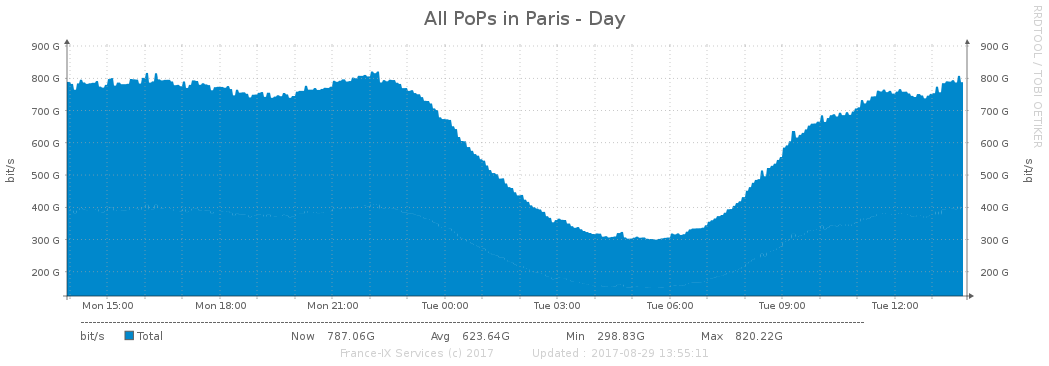 All PoPs in Paris - Day
RRDTOOL / TOBI OETIKER
900 G 900 G
800 G 800 G
700 G 700 G
600 G 600 G
500 G 500 G
400 G 400 G
300 G 300 G
200 G 200 G
bit/s bit/s
Mon 15:00 Mon 18:00 Mon 21:00 Tue 00:00 Tue 03:00 Tue 06:00 Tue 09:00 Tue 12:00
bit/s Total Now 787.06G Avg 623.64G Min 298.83G Max 820.22G
France-IX Services (c) 2017 Updated : 2017-08-29 13:55:11